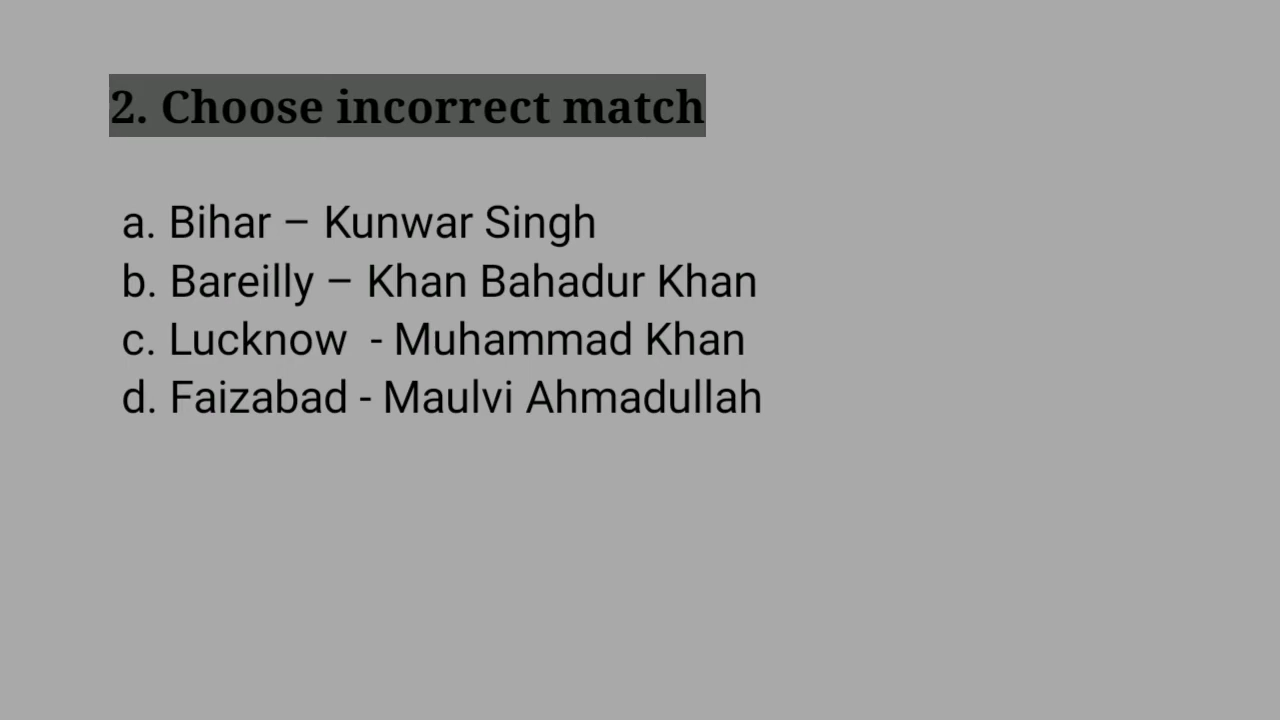 2. Choose incorrect match
a. Bihar – Kunwar Singh
b. Bareilly – Khan Bahadur Khan
c. Lucknow  - Muhammad Khan
d. Faizabad - Maulvi Ahmadullah